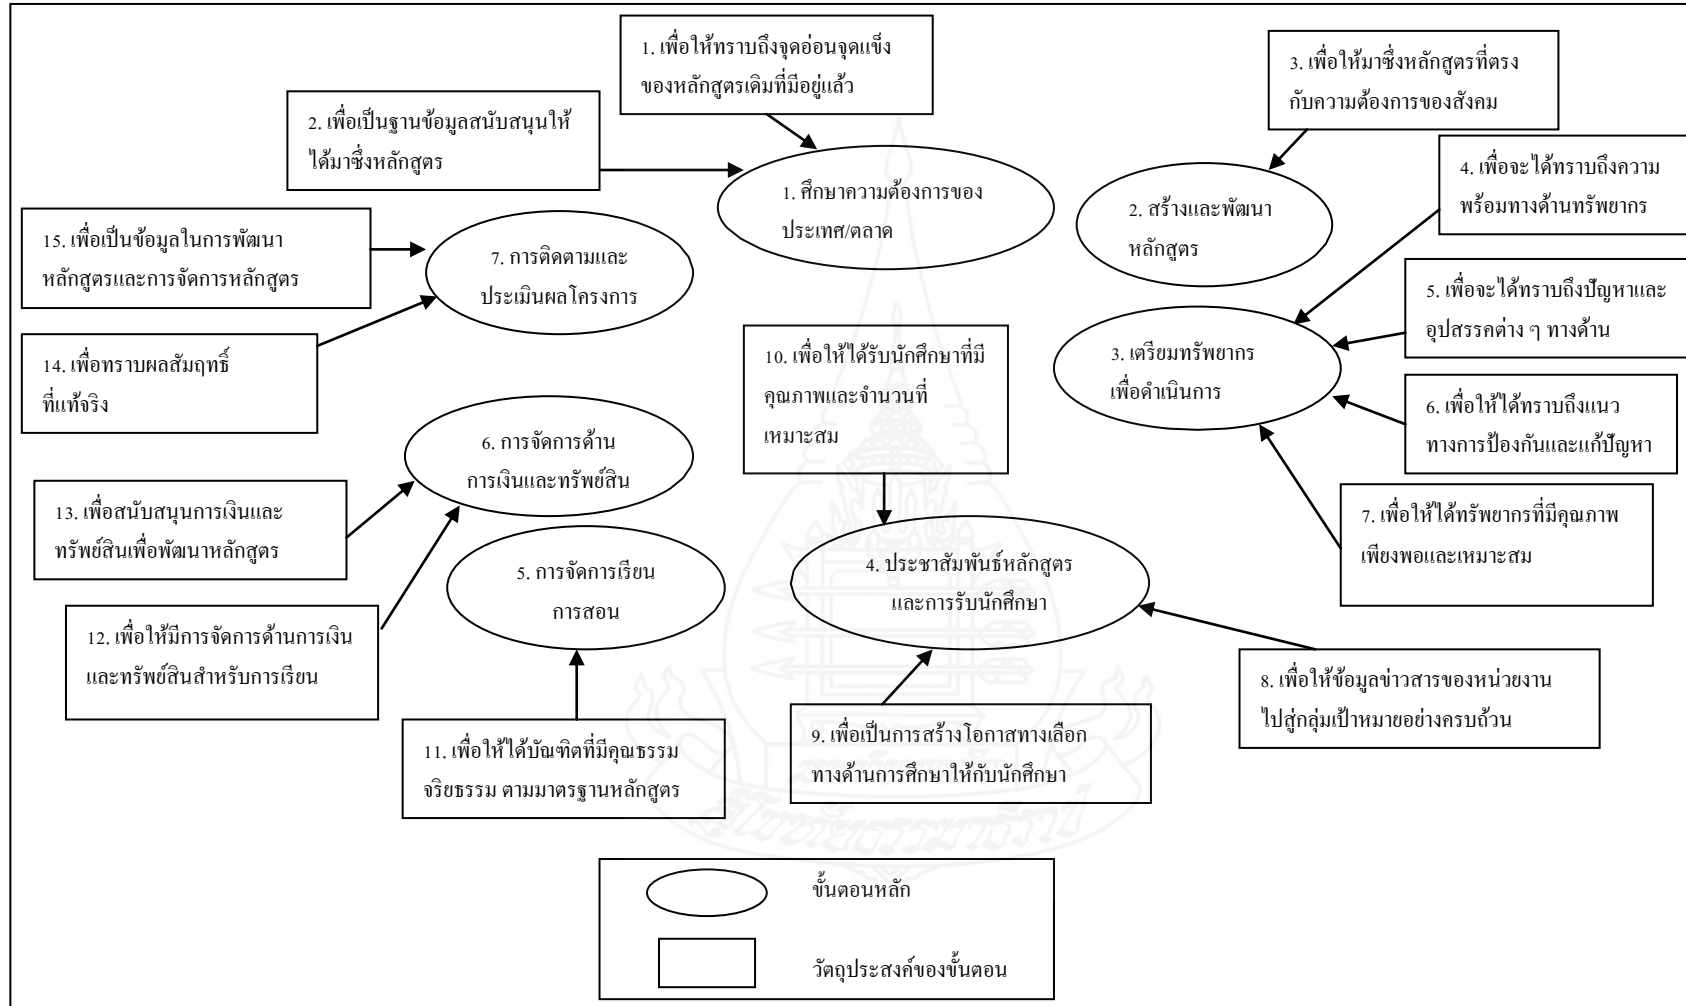 1. เพื่อให้ทราบถึงจุดอ่อนจุดแข็ง
ของหลักสูตรเดิมที่มีอยู่แล้ว
3. เพื่อให้มาซึ่งหลักสูตรที่ตรง
กับความต้องการของสังคม
2. เพื่อเป็นฐานข้อมูลสนับสนุนให้
ได้มาซึ่งหลักสูตร
4. เพื่อจะได้ทราบถึงความ
พร้อมทางด้านทรัพยากร
1. ศึกษาความต้องการของ
ประเทศ/ตลาด
2. สร้างและพัฒนา
หลักสูตร
15. เพื่อเป็นข้อมูลในการพัฒนา
หลักสูตรและการจัดการหลักสูตร
7. การติดตามและ
ประเมินผลโครงการ
5. เพื่อจะได้ทราบถึงปัญหาและ
อุปสรรคต่าง ๆ ทางด้าน
14. เพื่อทราบผลสัมฤทธิ์
ที่แท้จริง
10. เพื่อให้ได้รับนักศึกษาที่มี
คุณภาพและจำนวนที่
เหมาะสม
3. เตรียมทรัพยากร
เพื่อดำเนินการ
6. เพื่อให้ได้ทราบถึงแนว
ทางการป้องกันและแก้ปัญหา
6. การจัดการด้าน
การเงินและทรัพย์สิน
13. เพื่อสนับสนุนการเงินและ
ทรัพย์สินเพื่อพัฒนาหลักสูตร
7. เพื่อให้ได้ทรัพยากรที่มีคุณภาพ
เพียงพอและเหมาะสม
5. การจัดการเรียน
การสอน
4. ประชาสัมพันธ์หลักสูตร
และการรับนักศึกษา
12. เพื่อให้มีการจัดการด้านการเงิน
และทรัพย์สินสำหรับการเรียน
8. เพื่อให้ข้อมูลข่าวสารของหน่วยงาน
ไปสู่กลุ่มเป้าหมายอย่างครบถ้วน
11. เพื่อให้ได้บัณฑิตที่มีคุณธรรม
จริยธรรม ตามมาตรฐานหลักสูตร
9. เพื่อเป็นการสร้างโอกาสทางเลือก
ทางด้านการศึกษาให้กับนักศึกษา
ขั้นตอนหลัก
วัตถุประสงค์ของขั้นตอน